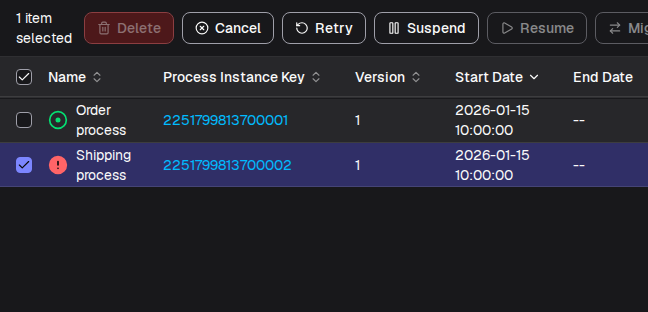 1 item
selected
Delete
Cancel
Retry
Suspend
Resume
Mig
Name
Process Instance Key
Version
Start Date
End Date
Order
process
2251799813700001
1
2026-01-15
10:00:00
--
Shipping
process
2251799813700002
1
2026-01-15
10:00:00
--